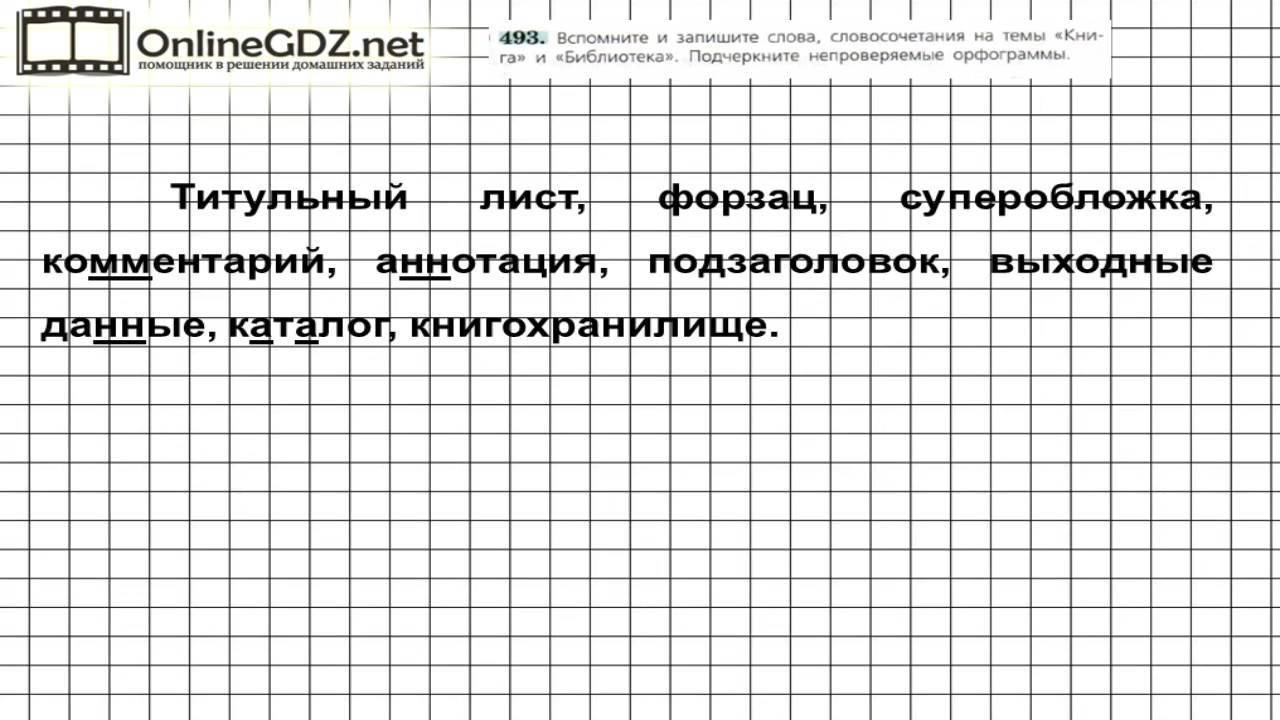 OnlineGDZ.net
помощник в решении домашних заданий
493. Вспомните и запишите слова, словосочетания на темы «Кни-
га» и «Библиотека». Подчеркните непроверяемые орфограммы.
Титульный лист, форзац, суперобложка,
комментарий, аннотация, подзаголовок, выходные
данные, каталог, книгохранилище.